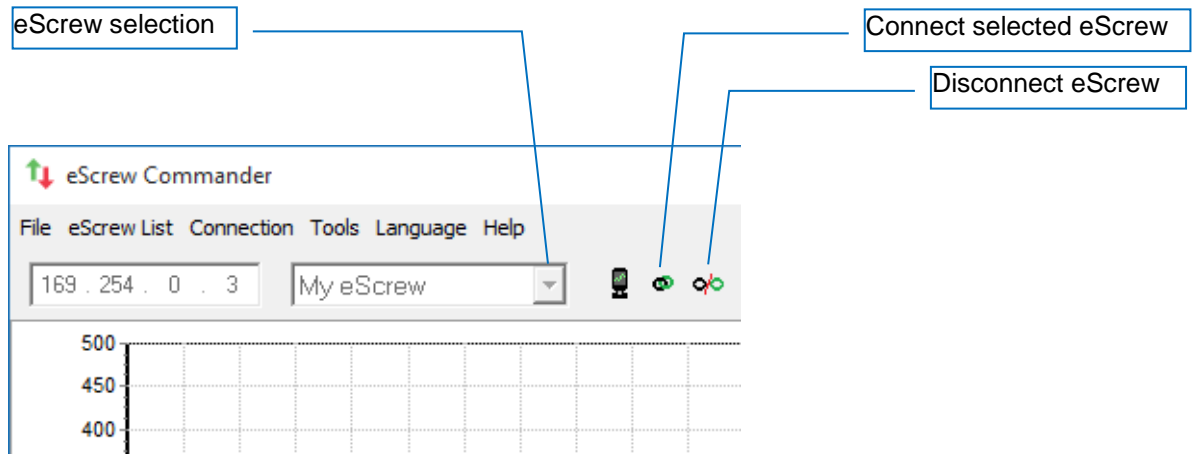 eScrew selection
Connect selected eScrew
Disconnect eScrew
eScrew Commander
File eScrew List Connection Tools Language Help
169 . 254 . 0 . 3 My eScrew
500
450
400